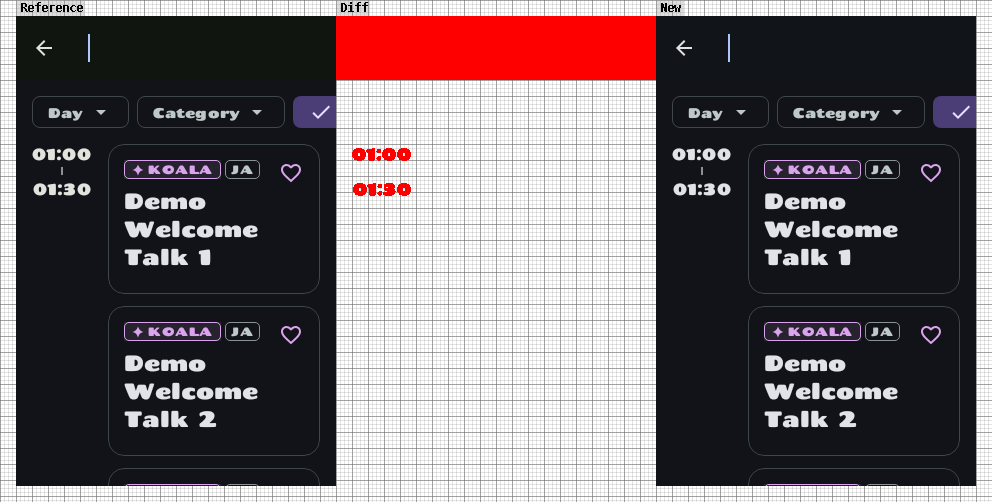 Reference
Diff
New
Day
Category
01:00
01:30
KOALA
JA
Demo
Welcome
Talk 1
KOALA
JA
Demo
Welcome
Talk 2
01:00
01:30
Day
Category
01:00
01:30
KOALA
JA
Demo
Welcome
Talk 1
KOALA
JA
Demo
Welcome
Talk 2